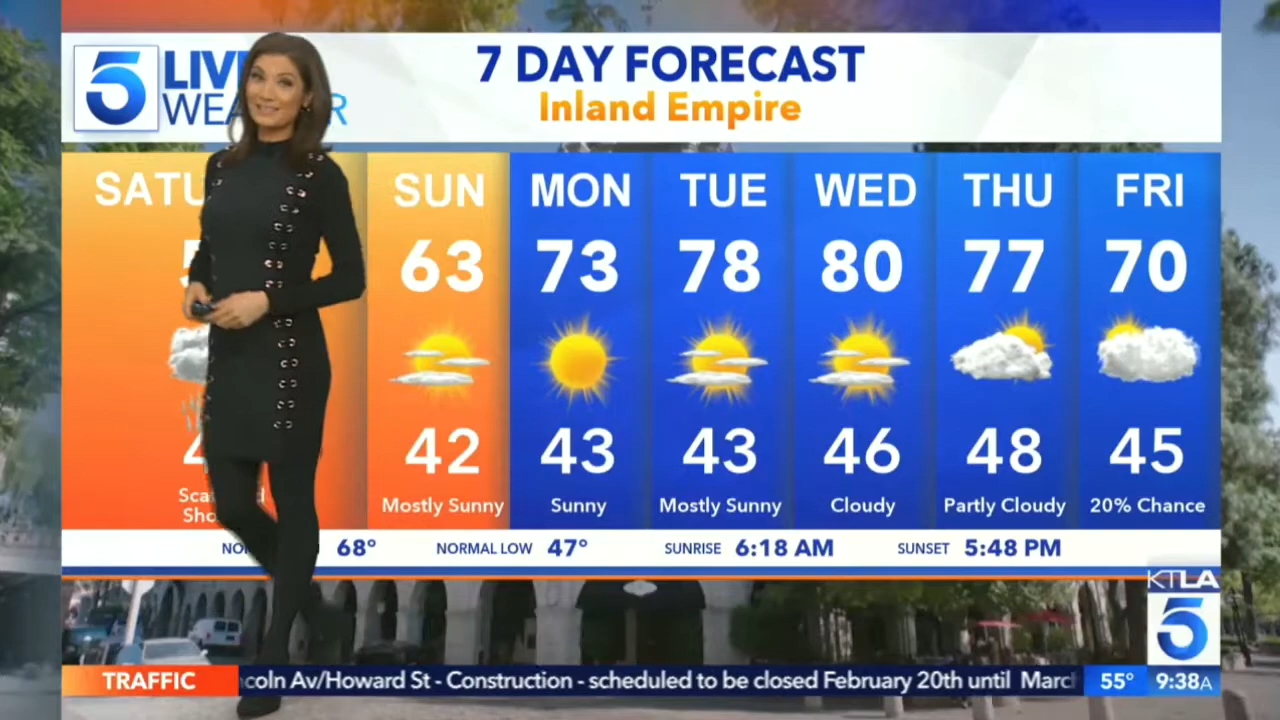 5 LIVE
7 DAY FORECAST
Inland Empire
SUN MON TUE WED THU FRI
63 73 78 80 77 70
42 43 43 46 48 45
Mostly Sunny Sunny Mostly Sunny Cloudy Partly Cloudy 20% Chance
68° NORMAL LOW 47° SUNRISE 6:18 AM SUNSET 5:48 PM
KTLA
5
TRAFFIC coln Av/Howard St - Construction - scheduled to be closed February 20th until March 55° 9:38A